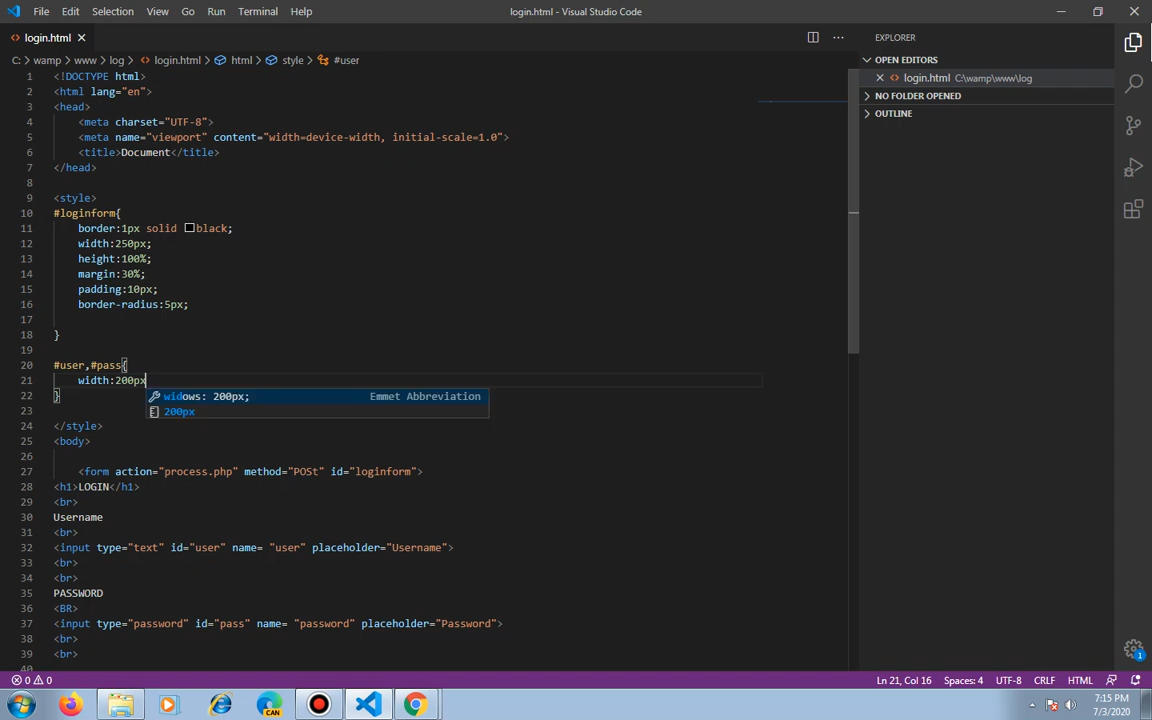 File Edit Selection View Go Run Terminal Help login.html - Visual Studio Code
login.html
EXPLORER
C: > wamp > www > log > login.html > html > style > #user
OPEN EDITORS
login.html C:\wamp\www\log
NO FOLDER OPENED
OUTLINE
1 <!DOCTYPE html>
2 <html lang="en">
3 <head>
4 <meta charset="UTF-8">
5 <meta name="viewport" content="width=device-width, initial-scale=1.0">
6 <title>Document</title>
7 </head>
8
9 <style>
10 #loginform{
11 border:1px solid black;
12 width:250px;
13 height:100%;
14 margin:30%;
15 padding:10px;
16 border-radius:5px;
17
18 }
19
20 #user,#pass{
21 width:200px
widows: 200px; Emmet Abbreviation
22 }
200px
23
24 </style>
25 <body>
26
27 <form action="process.php" method="POSt" id="loginform">
28 <h1>LOGIN</h1>
29 <br>
30 Username
31 <br>
32 <input type="text" id="user" name= "user" placeholder="Username">
33 <br>
34 <br>
35 PASSWORD
36 <BR>
37 <input type="password" id="pass" name= "password" placeholder="Password">
38 <br>
39 <br>
40
1
0 0
Ln 21, Col 16 Spaces: 4 UTF-8 CRLF HTML
CAN
7:15 PM
7/3/2020